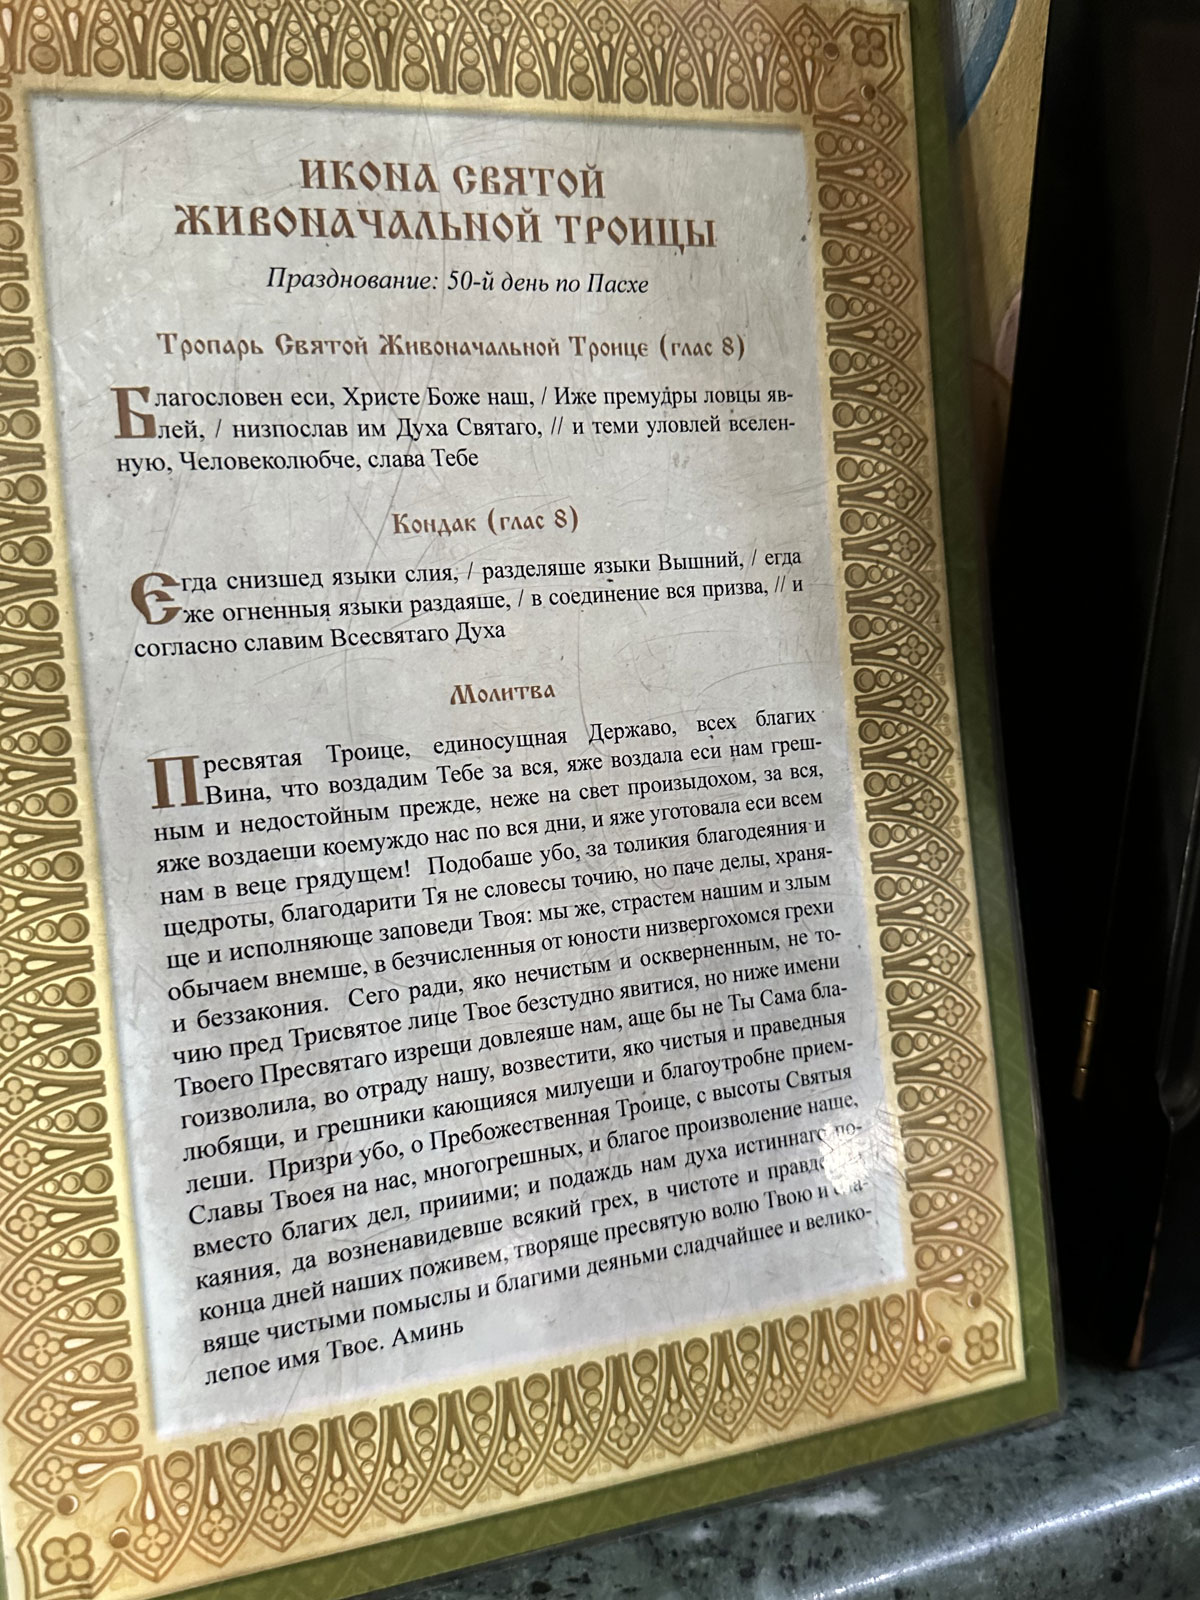 ИКОНА СВЯТОЙ
ЖИВОНАЧАЛЬНОЙ ТРОИЦЫ
Празднование: 50-й день по Пасхе
Тропарь Святой Живоначальной Троице (глас 8)
Благословен еси, Христе Боже наш, / Иже премудры ловцы яв-
лей, / низпослав им Духа Святаго, // и теми уловлей вселен-
ную, Человеколюбче, слава Тебе
Кондак (глас 8)
Егда снизшед языки слия, / разделяше языки Вышний, / егда
же огненныя языки раздаяше, / в соединение вся призва, // и
согласно славим Всесвятаго Духа
Молитва
Пресвятая Троице, единосущная Державо, всех благих
Вина, что воздадим Тебе за вся, яже воздала еси нам греш-
ным и недостойным прежде, неже на свет произыдохом, за вся,
яже воздаеши коемуждо нас по вся дни, и яже уготовала еси всем
нам в веце грядущем! Подобаше убо, за толикия благодеяния и
щедроты, благодарити Тя не словесы точию, но паче делы, храня-
ще и исполняюще заповеди Твоя: мы же, страстем нашим и злым
обычаем внемше, в безчисленныя от юности низвергохомся грехи
и беззакония. Сего ради, яко нечистым и оскверненным, не то-
чию пред Трисвятое лице Твое безстудно явитися, но ниже имени
Твоего Пресвятаго изрещи довлеяше нам, аще бы не Ты Сама бла-
гоизволила, во отраду нашу, возвестити, яко чистыя и праведныя
любящи, и грешники кающияся милуеши и благоутробне прием-
леши. Призри убо, о Пребожественная Троице, с высоты Святыя
Славы Твоея на нас, многогрешных, и благое произволение наше,
вместо благих дел, прииими; и подаждь нам духа истиннаго по-
каяния, да возненавидевше всякий грех, в чистоте и правде
конца дней наших поживем, творяще пресвятую волю Твою и
вяще чистыми помыслы и благими деяньми сладчайшее и велико-
лепое имя Твое. Аминь